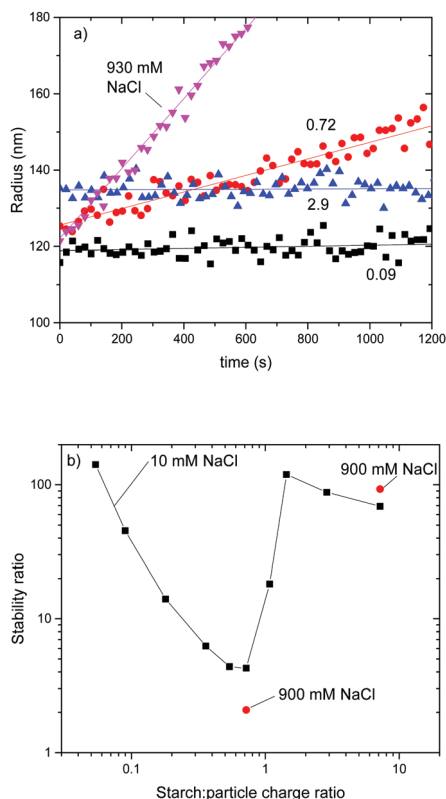 a)
180
160
140
120
100
Radius (nm)
930 mM
NaCl
0.72
2.9
0.09
0 200 400 600 800 1000 1200
time (s)
b)
100
10
1
Stability ratio
10 mM NaCl
900 mM NaCl
900 mM NaCl
0.1 1 10
Starch:particle charge ratio